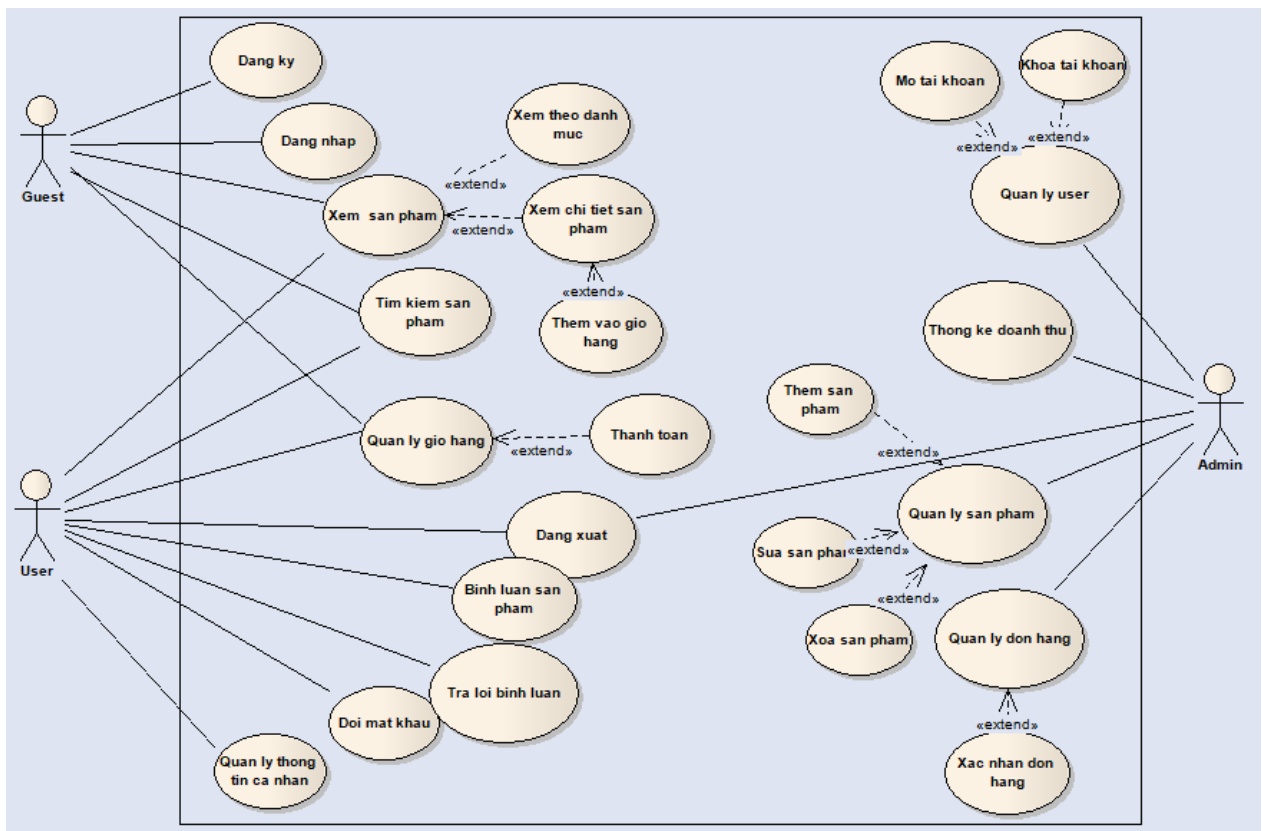 Dang ky
Mo tai khoan
Khoa tai khoan
Guest
Dang nhap
Xem theo danh
muc
«extend»
«extend»
Quan ly user
«extend»
Xem san pham
Xem chi tiet san
pham
«extend»
«extend»
Tim kiem san
pham
Them vao gio
hang
Thong ke doanh thu
Them san
pham
Quan ly gio hang
Thanh toan
«extend»
«extend»
Admin
User
Dang xuat
Quan ly san pham
Sua san pham
«extend»
Binh luan san
pham
«extend»
Xoa san pham
Quan ly don hang
Tra loi binh luan
Doi mat khau
«extend»
Quan ly thong
tin ca nhan
Xac nhan don
hang